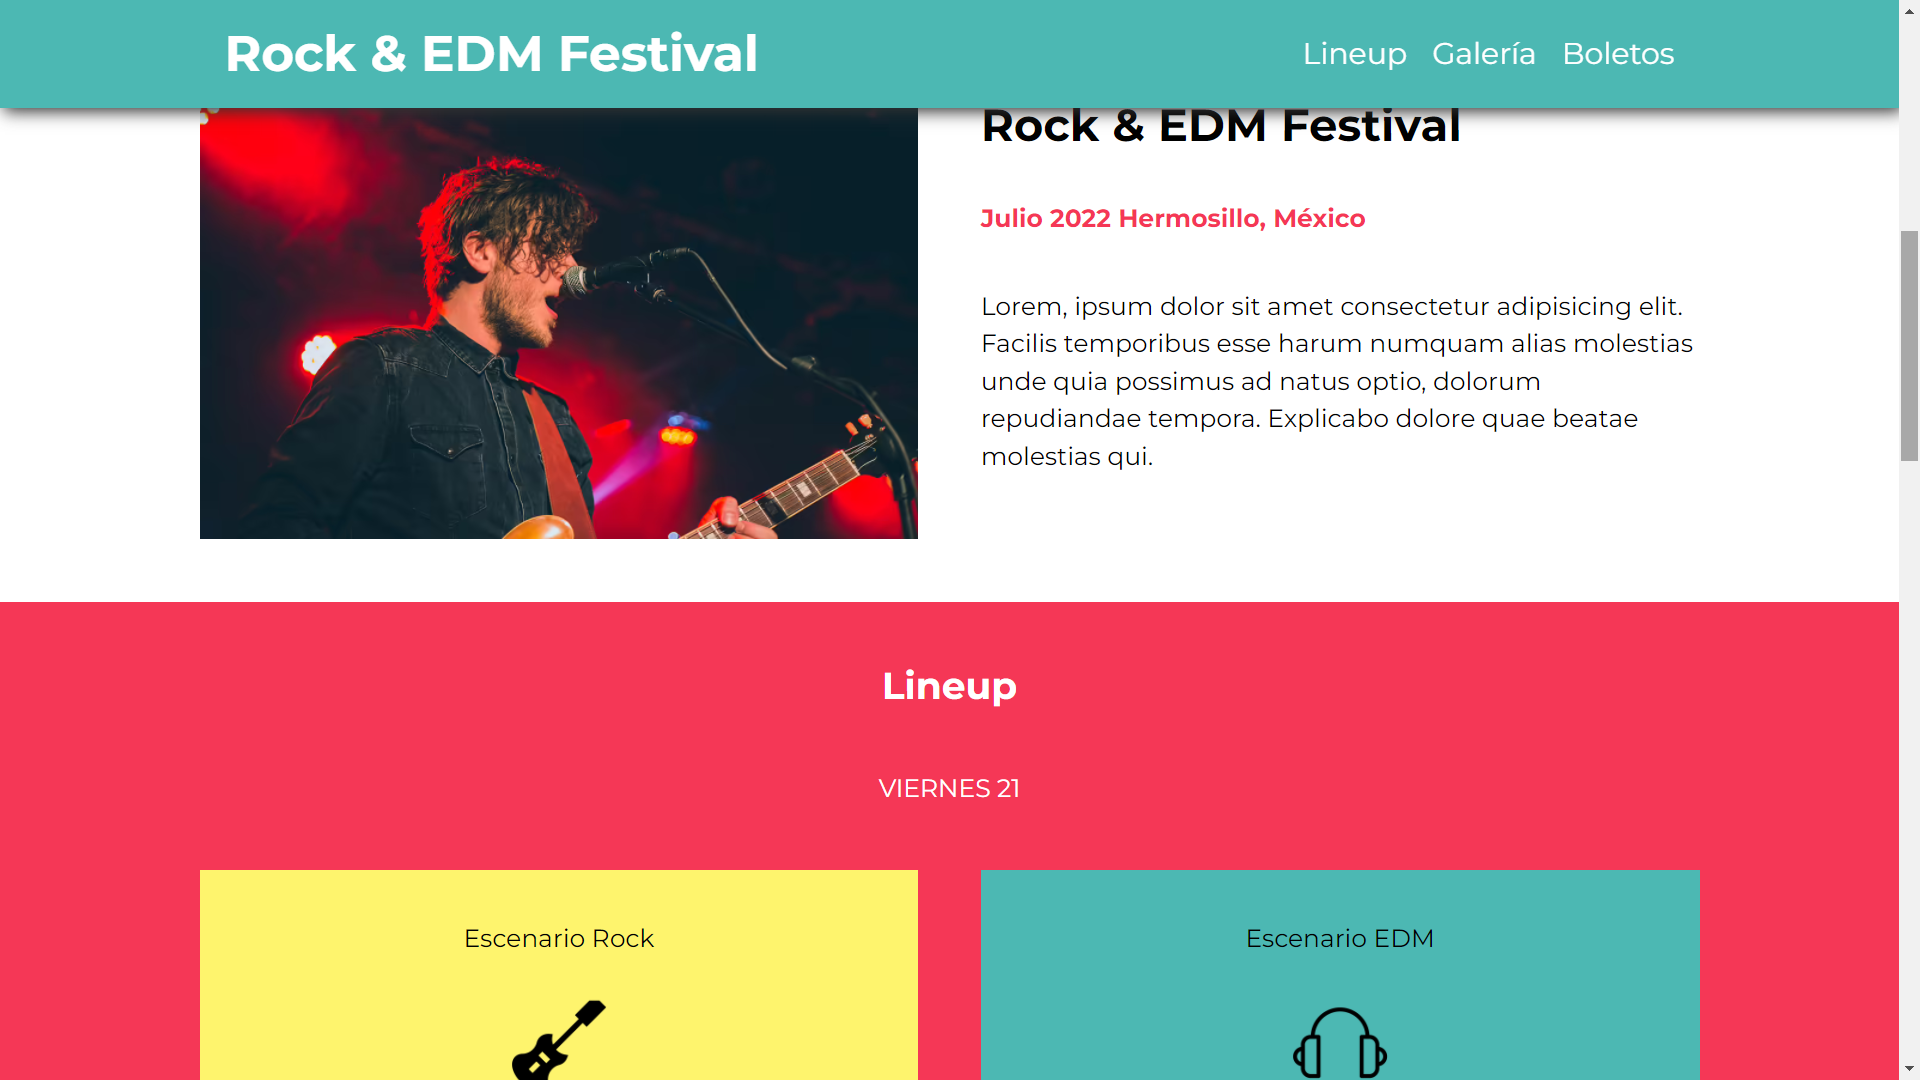 Rock & EDM Festival
Lineup Galería Boletos
Rock & EDM Festival
Julio 2022 Hermosillo, México
Lorem, ipsum dolor sit amet consectetur adipisicing elit.
Facilis temporibus esse harum numquam alias molestias
unde quia possimus ad natus optio, dolorum
repudiandae tempora. Explicabo dolore quae beatae
molestias qui.
Lineup
VIERNES 21
Escenario Rock
Escenario EDM